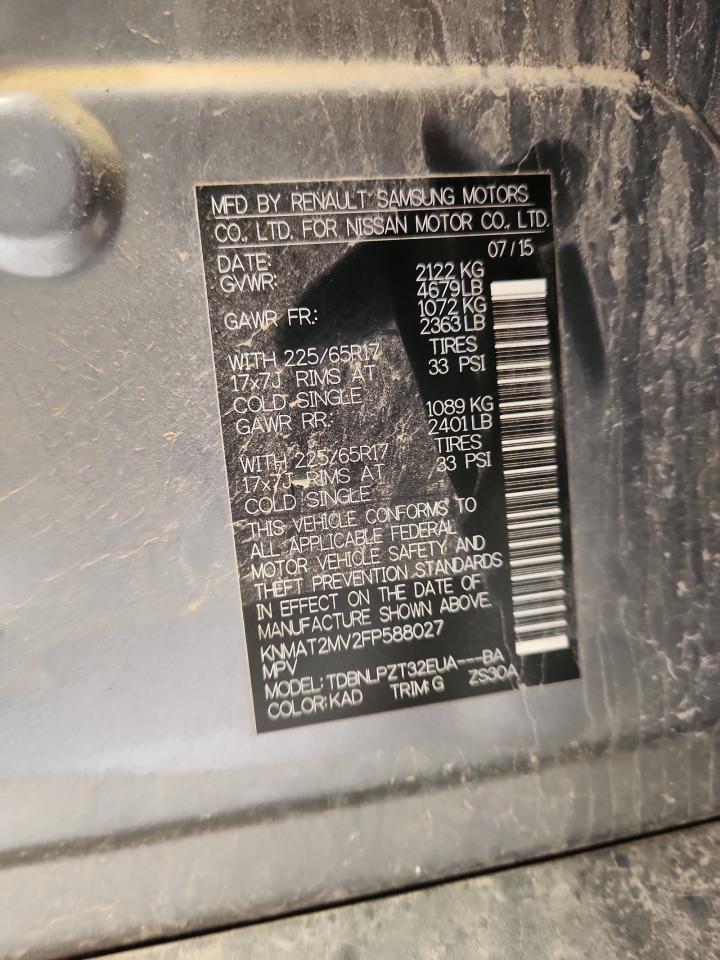 MFD BY RENAULT SAMSUNG MOTORS
CO., LTD. FOR NISSAN MOTOR CO., LTD.
DATE: 07/15
GVWR: 2122 KG
4679LB
GAWR FR.: 1072 KG
2363LB
WITH 225/65R17 TIRES
17x7J RIMS AT 33 PSI
COLD SINGLE
GAWR RR.: 1089 KG
2401LB
WITH 225/65R17 TIRES
17x7J RIMS AT 33 PSI
COLD SINGLE
THIS VEHICLE CONFORMS TO
ALL APPLICABLE FEDERAL
MOTOR VEHICLE SAFETY AND
THEFT PREVENTION STANDARDS
IN EFFECT ON THE DATE OF
MANUFACTURE SHOWN ABOVE.
KNMAT2MV2FP588027
MPV
MODEL: TDBNLPZT32EUA---BA
COLOR:KAD TRIM:G ZS30A